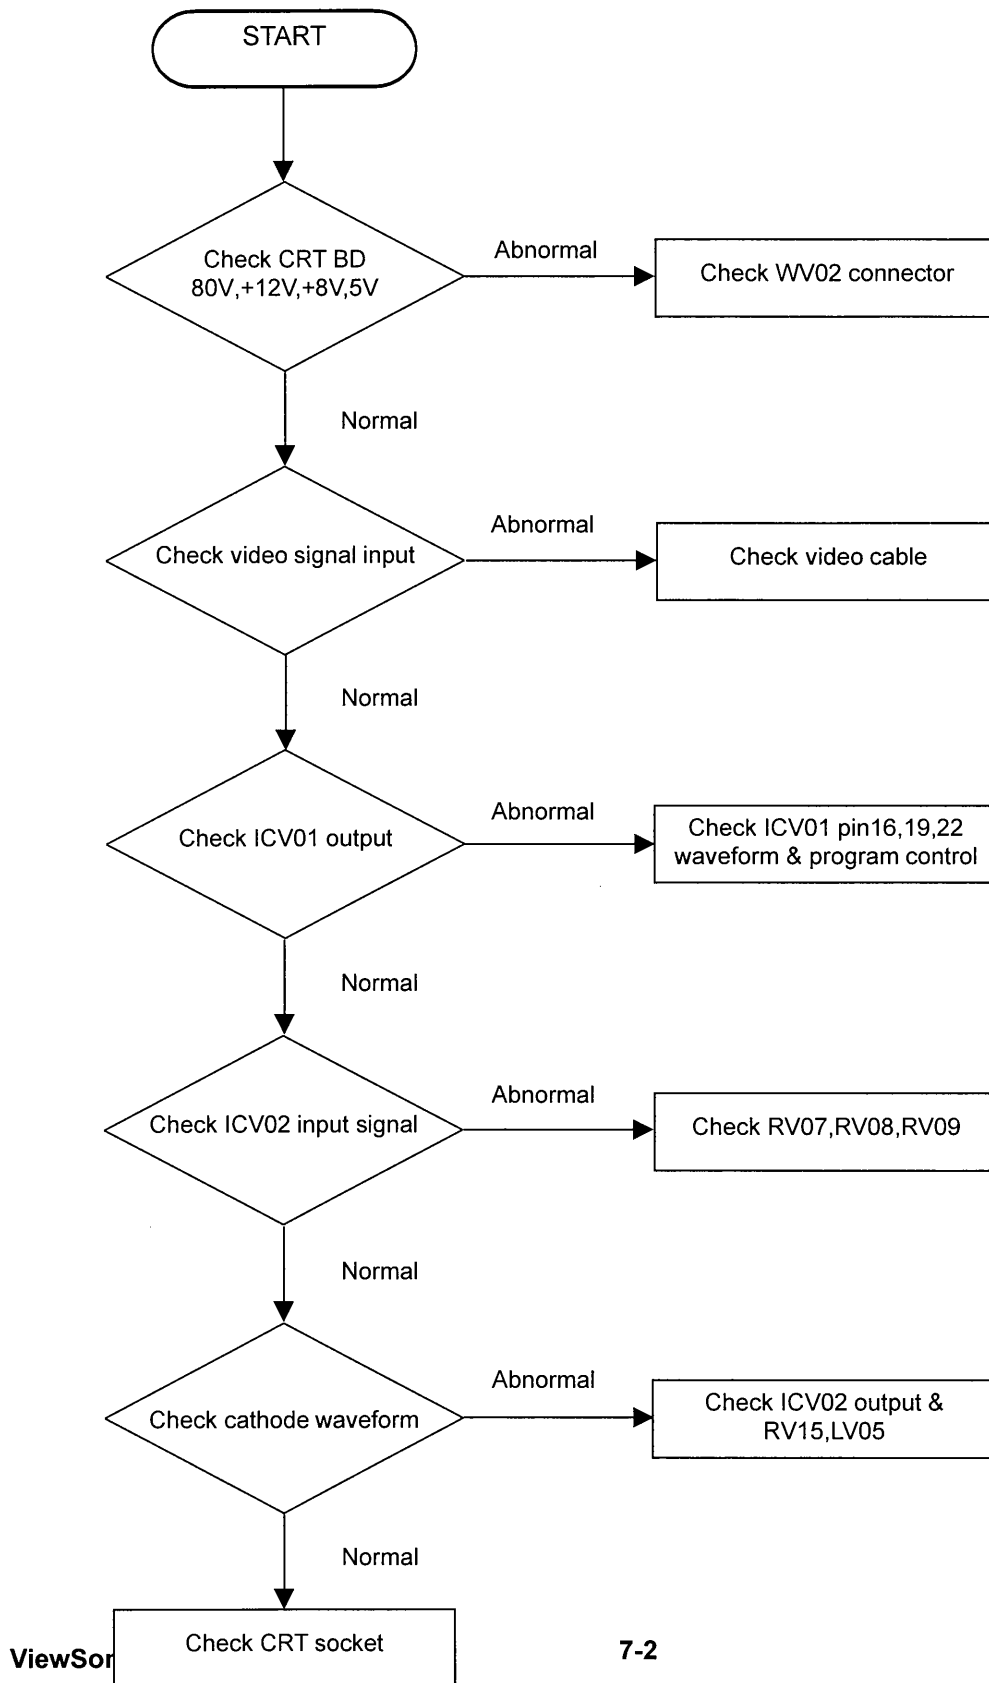 START
Check CRT BD
80V,+12V,+8V,5V
Abnormal
Check WV02 connector
Normal
Check video signal input
Abnormal
Check video cable
Normal
Check ICV01 output
Abnormal
Check ICV01 pin16,19,22
waveform & program control
Normal
Check ICV02 input signal
Abnormal
Check RV07,RV08,RV09
Normal
Check cathode waveform
Abnormal
Check ICV02 output &
RV15,LV05
Normal
Check CRT socket
7-2